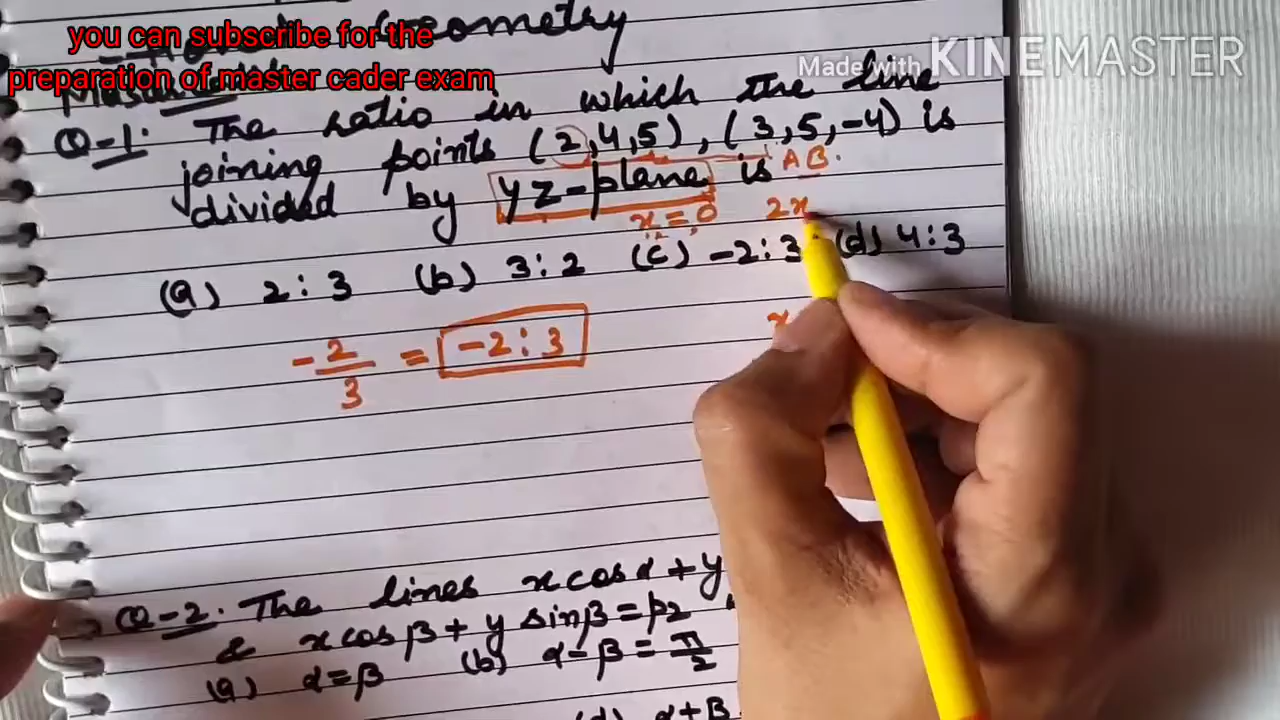 you can subscribe for the
preparation of master cader exam
Made with KINEMASTER
Geometry
Q-1. The ratio in which the line
joining points (2,4,5), (3,5,-4) is
A B.
divided by yz-plane is
x=0 2x
(a) 2:3 (b) 3:2 (c) -2:3 (d) 4:3
x
-2/3 = -2:3
Q-2. The lines x cos α + y
& x cos β + y sin β = p2
(a) α=β (b) α-β = π/2
(d) α+β